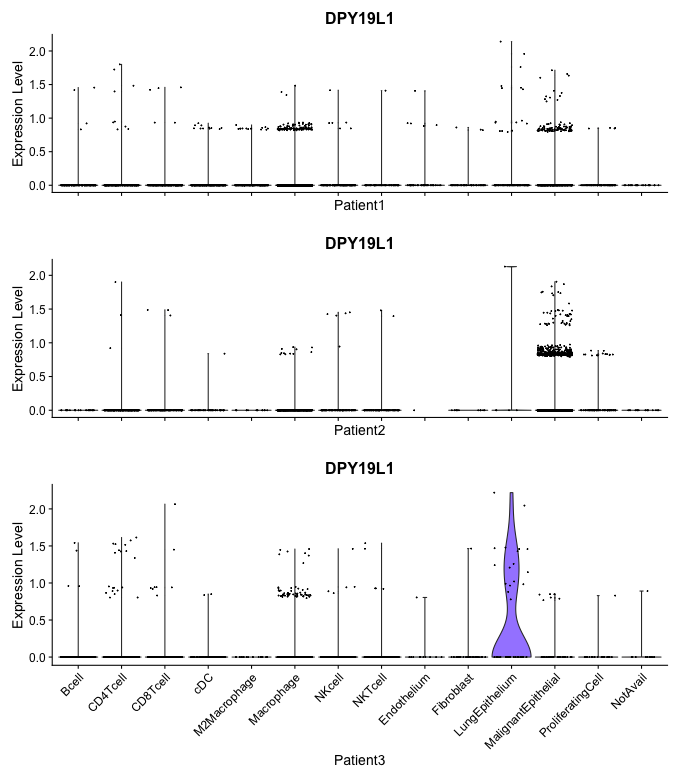 DPY19L1
Expression Level
2.0
1.5
1.0
0.5
0.0
Patient1
DPY19L1
Expression Level
2.0
1.5
1.0
0.5
0.0
Patient2
DPY19L1
Expression Level
2.0
1.5
1.0
0.5
0.0
Bcell
CD4Tcell
CD8Tcell
cDC
M2Macrophage
Macrophage
NKcell
NKTcell
Endothelium
Fibroblast
LungEpithelium
MalignantEpithelial
ProliferatingCell
NotAvail
Patient3